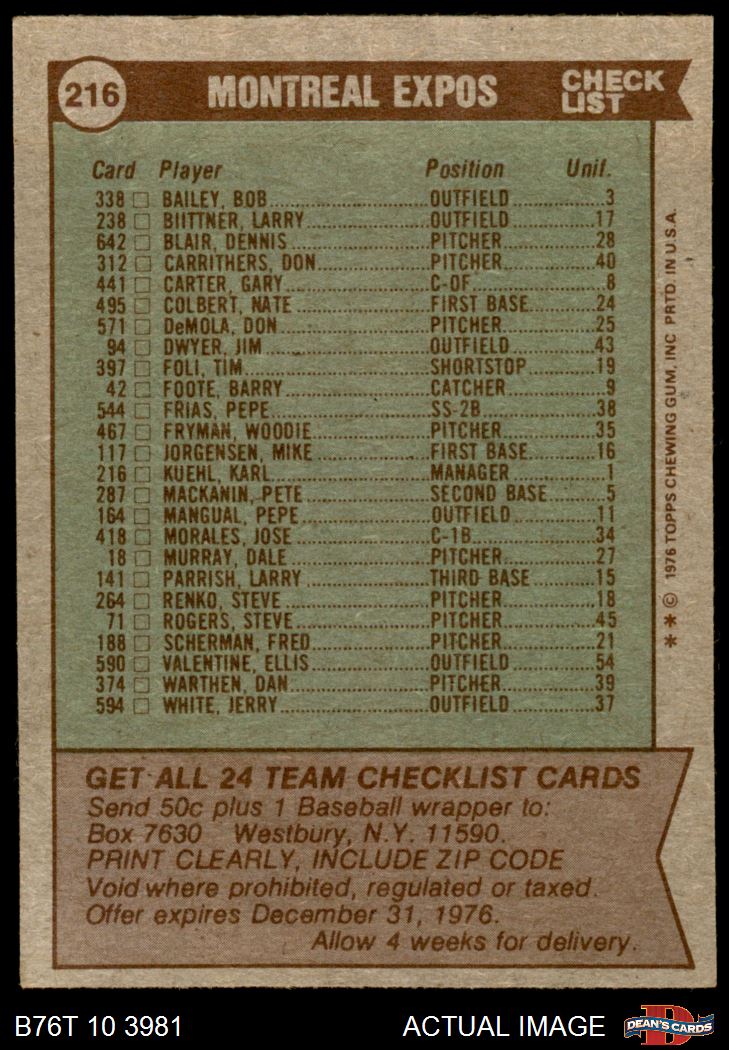 216 MONTREAL EXPOS CHECK LIST
Card Player Position Unif.
338 BAILEY, BOB OUTFIELD 3
238 BIITTNER, LARRY OUTFIELD 17
642 BLAIR, DENNIS PITCHER 28
312 CARRITHERS, DON PITCHER 40
441 CARTER, GARY C-OF 8
495 COLBERT, NATE FIRST BASE 24
571 DeMOLA, DON PITCHER 25
94 DWYER, JIM OUTFIELD 43
397 FOLI, TIM SHORTSTOP 19
42 FOOTE, BARRY CATCHER 9
544 FRIAS, PEPE SS-2B 38
467 FRYMAN, WOODIE PITCHER 35
117 JORGENSEN, MIKE FIRST BASE 16
216 KUEHL, KARL MANAGER 1
287 MACKANIN, PETE SECOND BASE 5
164 MANGUAL, PEPE OUTFIELD 11
418 MORALES, JOSE C-1B 34
18 MURRAY, DALE PITCHER 27
141 PARRISH, LARRY THIRD BASE 15
264 RENKO, STEVE PITCHER 18
71 ROGERS, STEVE PITCHER 45
188 SCHERMAN, FRED PITCHER 21
590 VALENTINE, ELLIS OUTFIELD 54
374 WARTHEN, DAN PITCHER 39
594 WHITE, JERRY OUTFIELD 37
* * © 1976 TOPPS CHEWING GUM, INC PRTD. IN U.S.A.
GET ALL 24 TEAM CHECKLIST CARDS
Send 50c plus 1 Baseball wrapper to:
Box 7630 Westbury, N.Y. 11590.
PRINT CLEARLY, INCLUDE ZIP CODE
Void where prohibited, regulated or taxed.
Offer expires December 31, 1976.
Allow 4 weeks for delivery.
B76T 10 3981 ACTUAL IMAGE D DEAN'S CARDS